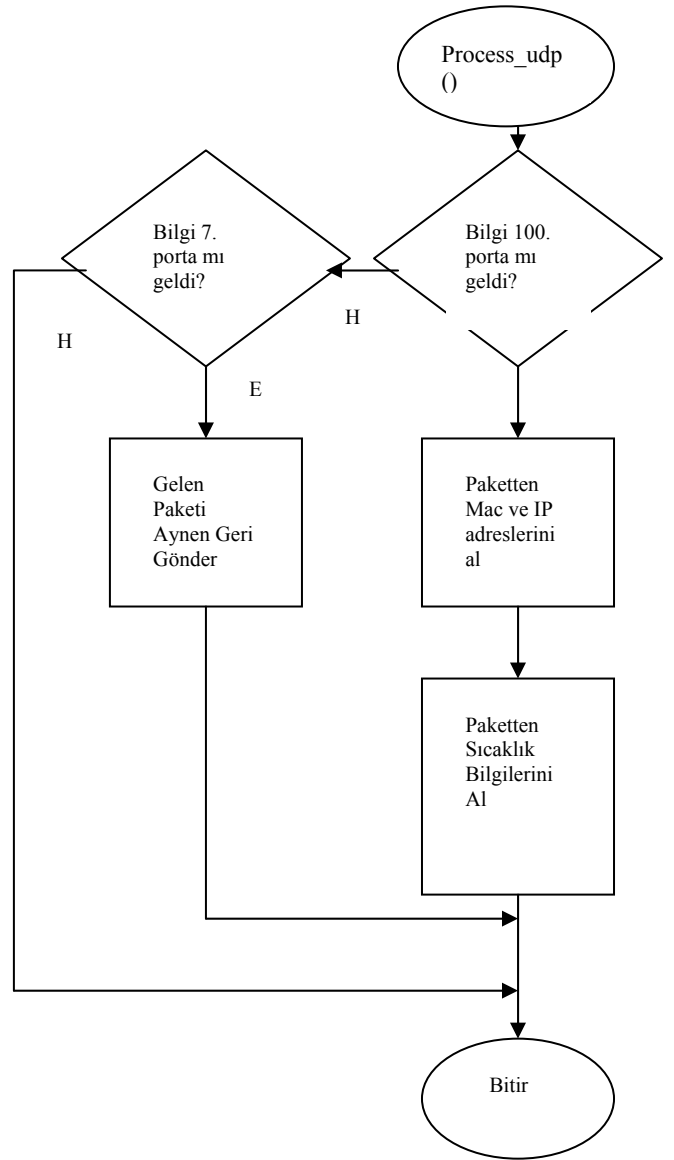 Process_udp
()
Bilgi 7.
porta mı
geldi?
Bilgi 100.
porta mı
geldi?
H
H
E
Gelen
Paketi
Aynen Geri
Gönder
Paketten
Mac ve IP
adreslerini
al
Paketten
Sıcaklık
Bilgilerini
Al
Bitir